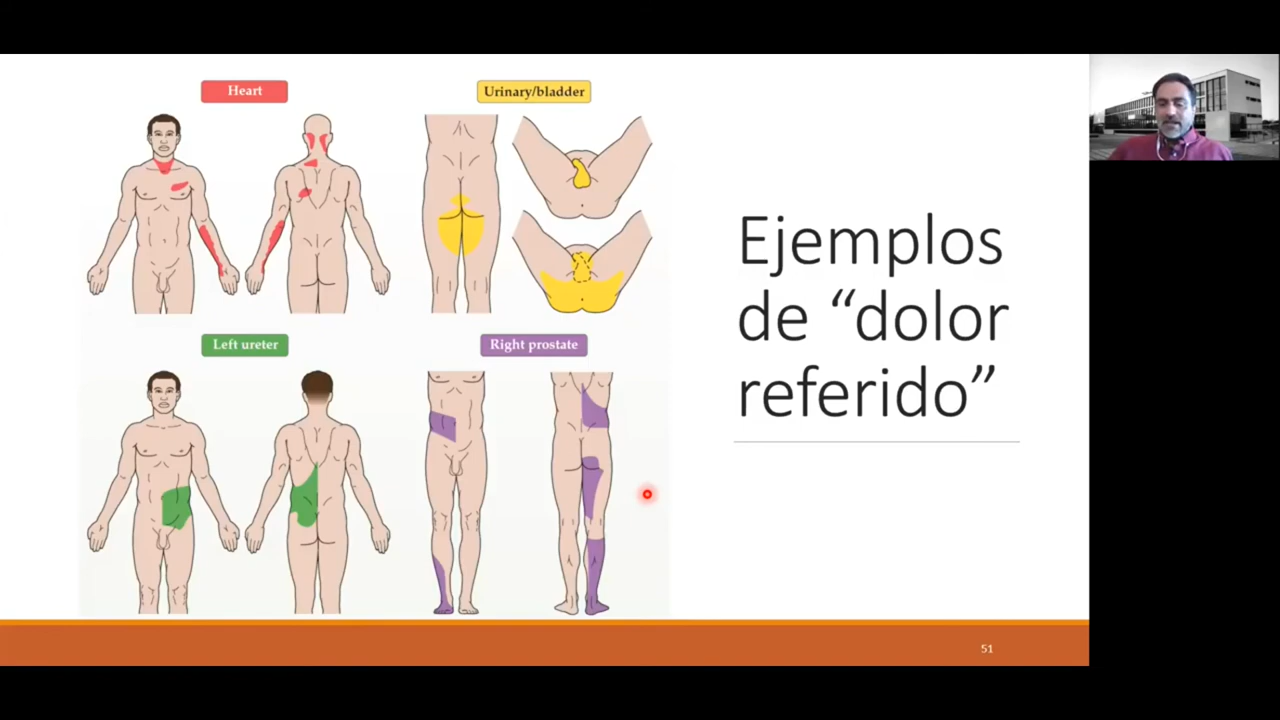 Heart
Urinary/bladder
Left ureter
Right prostate
Ejemplos
de “dolor
referido”
51